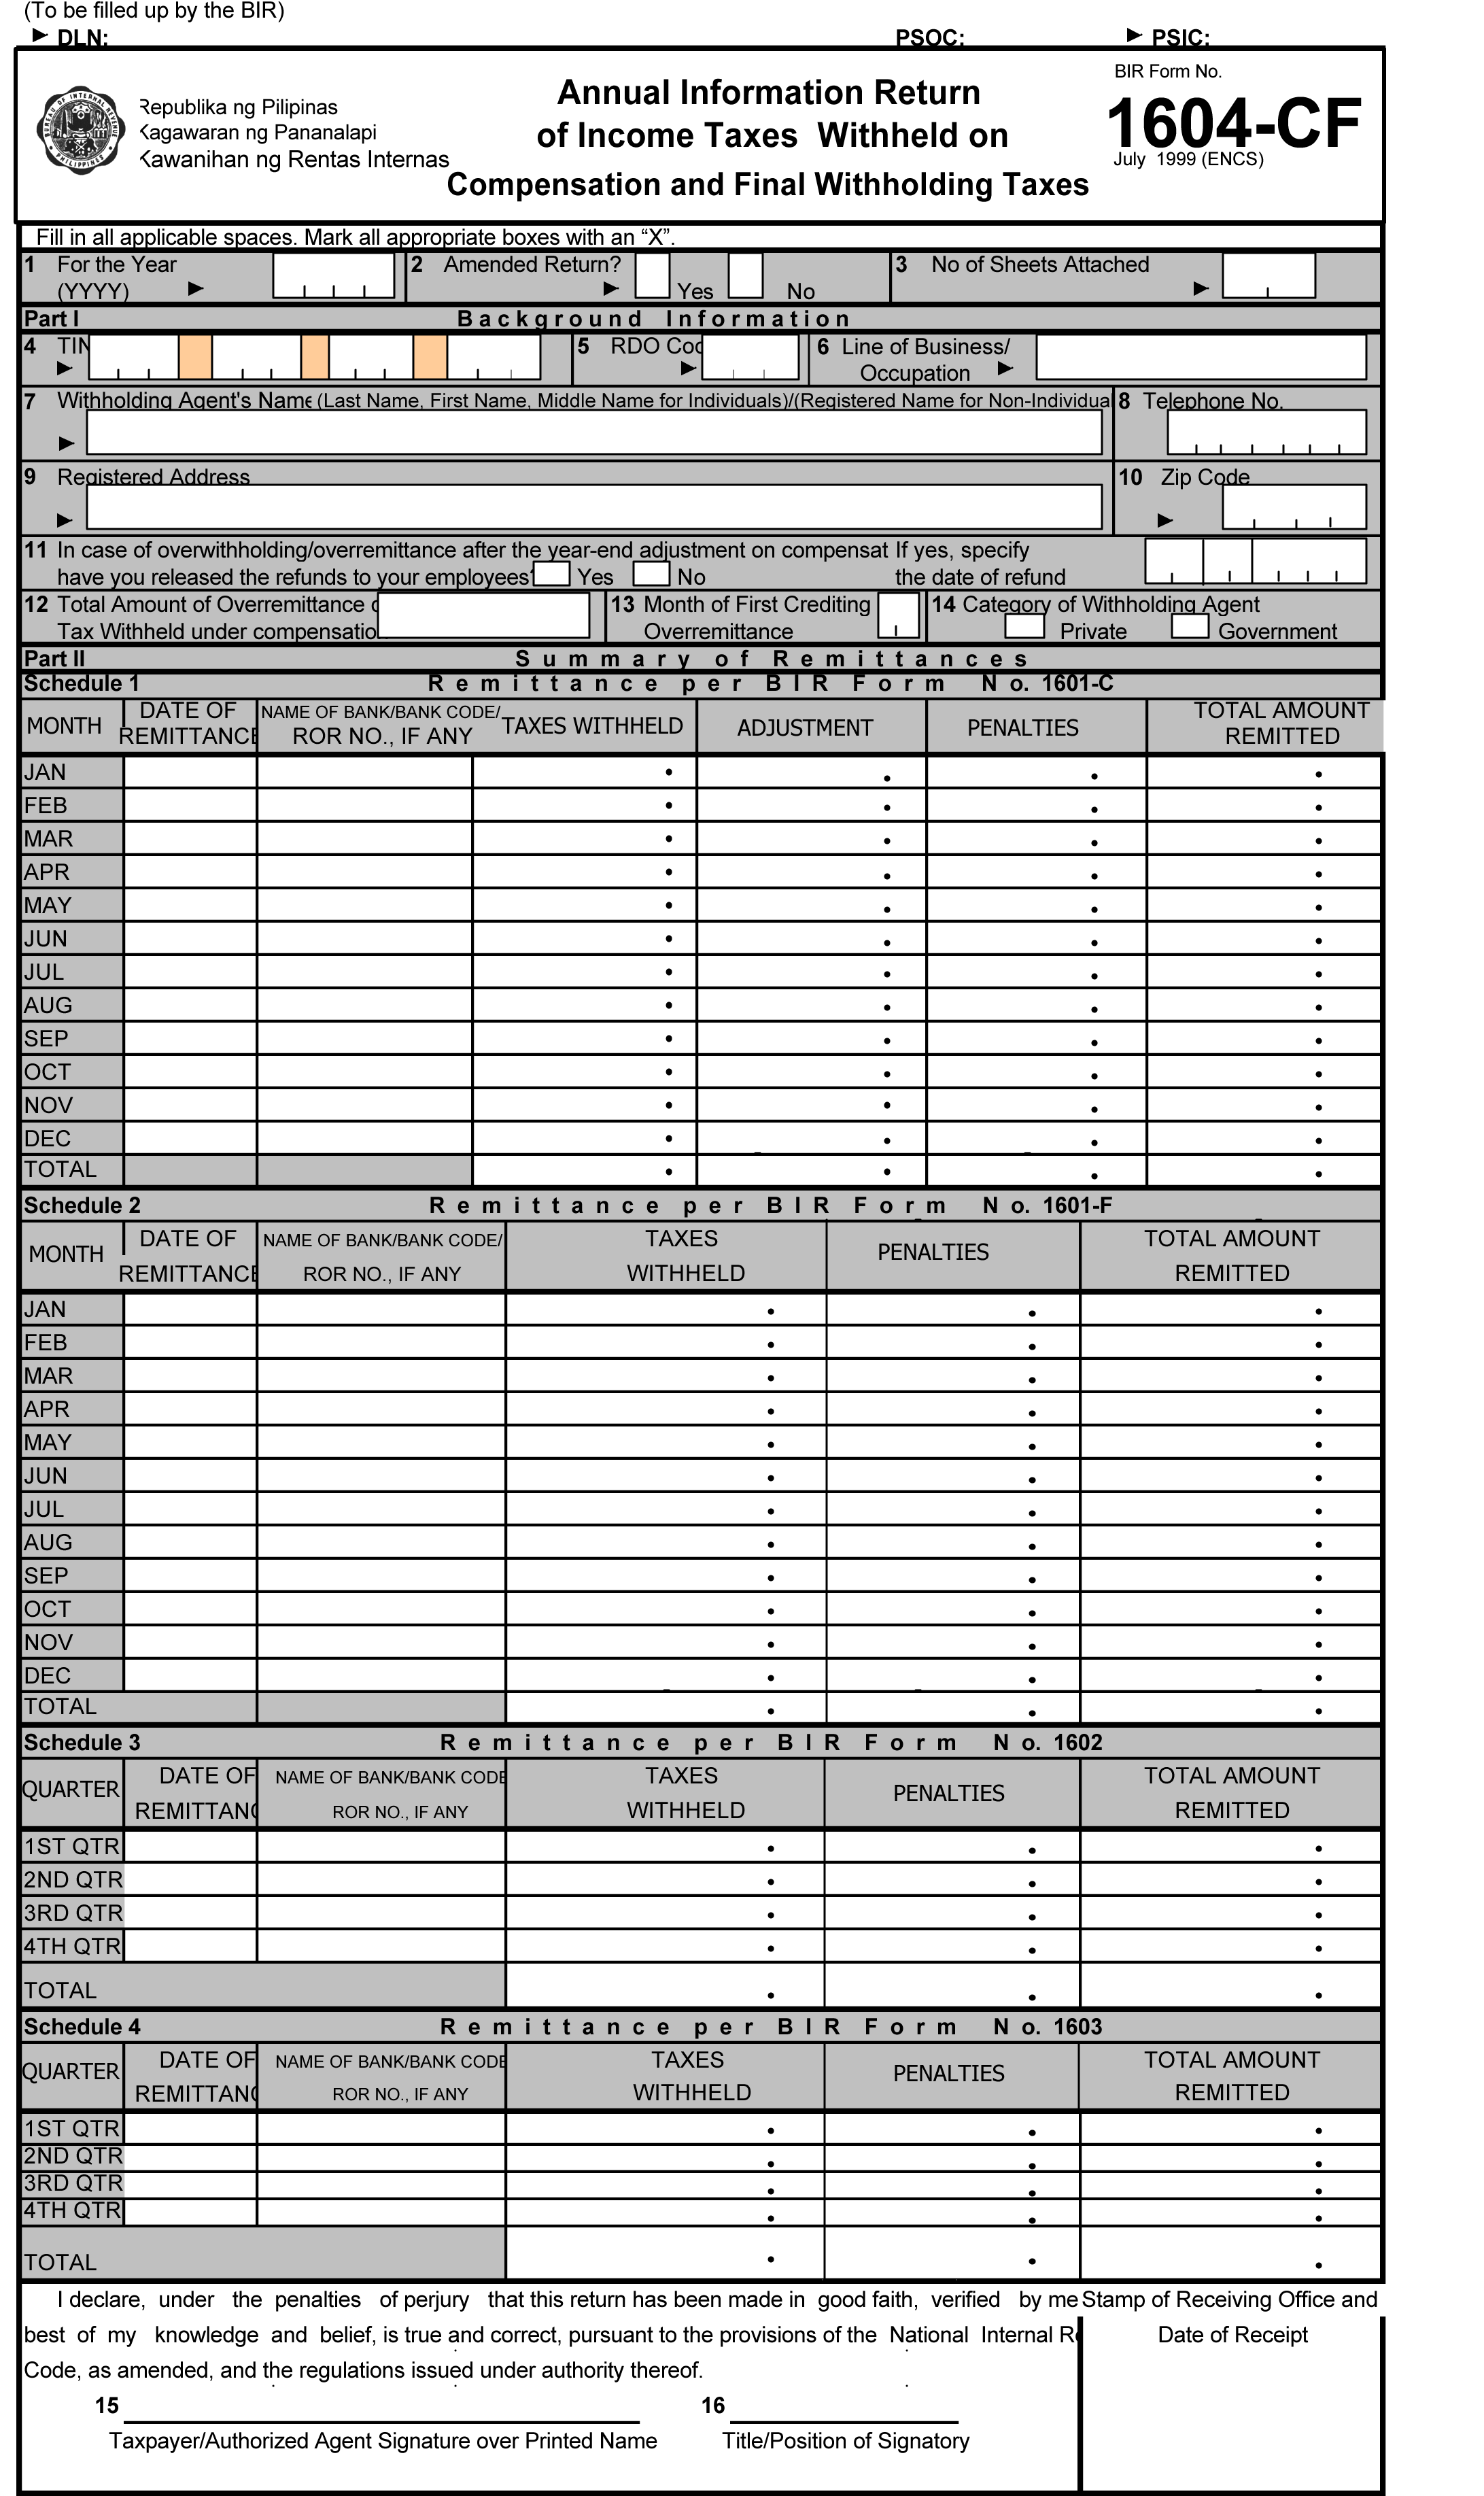 (To be filled up by the BIR)
DLN: PSOC: PSIC:
BIR Form No.
Republika ng Pilipinas
Kagawaran ng Pananalapi
Kawanihan ng Rentas Internas
Annual Information Return
of Income Taxes Withheld on
Compensation and Final Withholding Taxes
1604-CF
July 1999 (ENCS)
Fill in all applicable spaces. Mark all appropriate boxes with an “X”.
1 For the Year 2 Amended Return? 3 No of Sheets Attached
(YYYY) Yes No
Part I Background Information
4 TIN 5 RDO Coc 6 Line of Business/
Occupation
7 Withholding Agent's Name (Last Name, First Name, Middle Name for Individuals)/(Registered Name for Non-Individual 8 Telephone No.
9 Registered Address 10 Zip Code
11 In case of overwithholding/overremittance after the year-end adjustment on compensat If yes, specify
have you released the refunds to your employees? Yes No the date of refund
12 Total Amount of Overremittance o 13 Month of First Crediting 14 Category of Withholding Agent
Tax Withheld under compensatio Overremittance Private Government
Part II Summary of Remittances
Schedule 1 Remittance per BIR Form No. 1601-C
MONTH DATE OF REMITTANCE NAME OF BANK/BANK CODE/ ROR NO., IF ANY TAXES WITHHELD ADJUSTMENT PENALTIES TOTAL AMOUNT REMITTED
JAN
FEB
MAR
APR
MAY
JUN
JUL
AUG
SEP
OCT
NOV
DEC
TOTAL
Schedule 2 Remittance per BIR Form No. 1601-F
MONTH DATE OF REMITTANCE NAME OF BANK/BANK CODE/ ROR NO., IF ANY TAXES WITHHELD PENALTIES TOTAL AMOUNT REMITTED
JAN
FEB
MAR
APR
MAY
JUN
JUL
AUG
SEP
OCT
NOV
DEC
TOTAL
Schedule 3 Remittance per BIR Form No. 1602
QUARTER DATE OF REMITTANC NAME OF BANK/BANK CODE ROR NO., IF ANY TAXES WITHHELD PENALTIES TOTAL AMOUNT REMITTED
1ST QTR
2ND QTR
3RD QTR
4TH QTR
TOTAL
Schedule 4 Remittance per BIR Form No. 1603
QUARTER DATE OF REMITTANC NAME OF BANK/BANK CODE ROR NO., IF ANY TAXES WITHHELD PENALTIES TOTAL AMOUNT REMITTED
1ST QTR
2ND QTR
3RD QTR
4TH QTR
TOTAL
I declare, under the penalties of perjury that this return has been made in good faith, verified by me Stamp of Receiving Office and
best of my knowledge and belief, is true and correct, pursuant to the provisions of the National Internal Re Date of Receipt
Code, as amended, and the regulations issued under authority thereof.
15 16
Taxpayer/Authorized Agent Signature over Printed Name Title/Position of Signatory